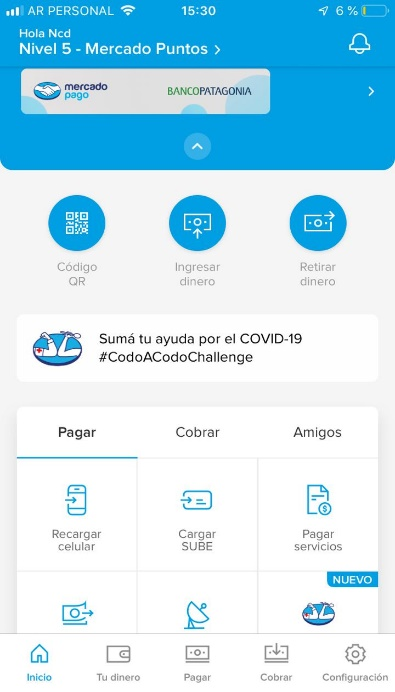 AR PERSONAL 15:30 6 %
Hola Ncd
Nivel 5 - Mercado Puntos
mercado
pago
BANCOPATAGONIA
Código
QR
Ingresar
dinero
Retirar
dinero
Sumá tu ayuda por el COVID-19
#CodoACodoChallenge
Pagar Cobrar Amigos
Recargar
celular
Cargar
SUBE
Pagar
servicios
NUEVO
Inicio Tu dinero Pagar Cobrar Configuración